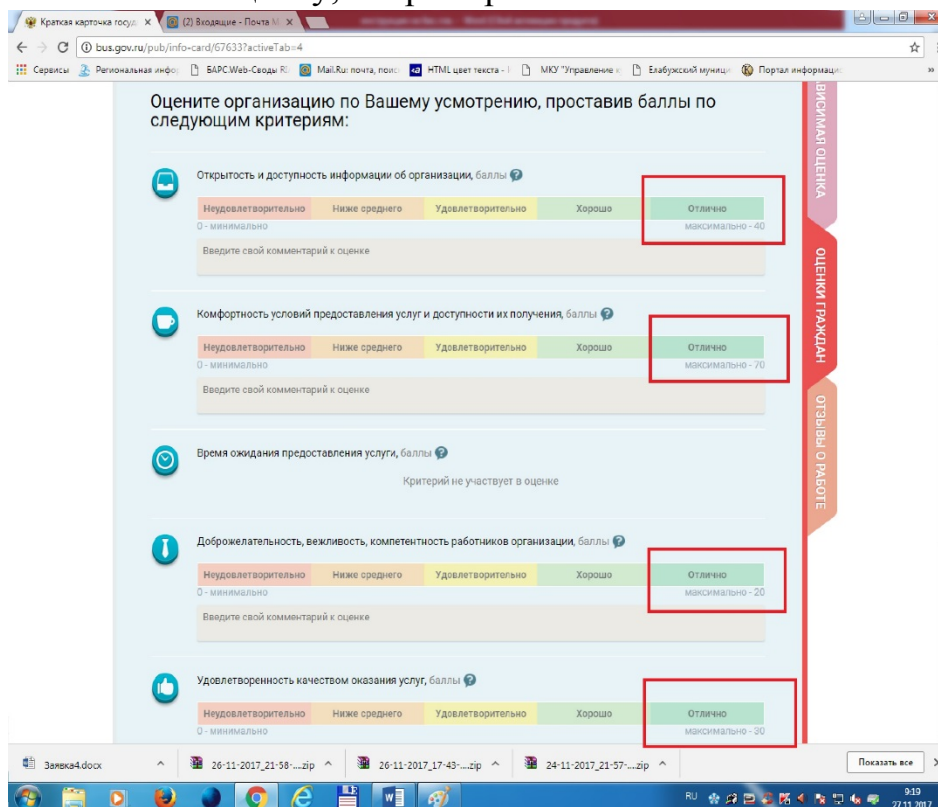 Краткая карточка госуд
(2) Входящие - Почта M
bus.gov.ru/pub/info-card/67633?activeTab=4
Сервисы
Региональная инфо
БАРС.Web-Своды
Mail.Ru: почта, поис
HTML цвет текста -
МКУ "Управление
Елабужский муници
Портал информаци
Оцените организацию по Вашему усмотрению, проставив баллы по
следующим критериям:
Открытость и доступность информации об организации, баллы ?
Неудовлетворительно Ниже среднего Удовлетворительно Хорошо Отлично
0 - минимально максимально - 40
Введите свой комментарий к оценке
Комфортность условий предоставления услуг и доступности их получения, баллы ?
Неудовлетворительно Ниже среднего Удовлетворительно Хорошо Отлично
0 - минимально максимально - 70
Введите свой комментарий к оценке
Время ожидания предоставления услуги, баллы ?
Критерий не участвует в оценке
Доброжелательность, вежливость, компетентность работников организации, баллы ?
Неудовлетворительно Ниже среднего Удовлетворительно Хорошо Отлично
0 - минимально максимально - 20
Введите свой комментарий к оценке
Удовлетворенность качеством оказания услуг, баллы ?
Неудовлетворительно Ниже среднего Удовлетворительно Хорошо Отлично
0 - минимально максимально - 30
ОЦЕНКА
ОЦЕНКИ ГРАЖДАН
ОТЗЫВЫ О РАБОТЕ
Заявка4.docx
26-11-2017_21-58-....zip
26-11-2017_17-43-....zip
24-11-2017_21-57-....zip
Показать все
RU
9:19
27.11.2017